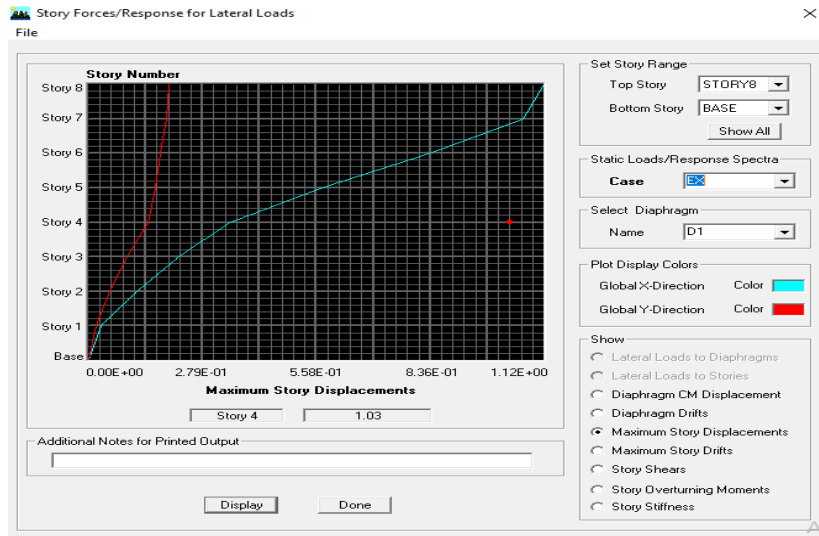 Story Forces/Response for Lateral Loads
File
Story Number
Story 8
Story 7
Story 6
Story 5
Story 4
Story 3
Story 2
Story 1
Base
0.00E+00 2.79E-01 5.58E-01 8.36E-01 1.12E+00
Maximum Story Displacements
Story 4 1.03
Additional Notes for Printed Output
Display Done
Set Story Range
Top Story STORY8
Bottom Story BASE
Show All
Static Loads/Response Spectra
Case EX
Select Diaphragm
Name D1
Plot Display Colors
Global X-Direction Color
Global Y-Direction Color
Show
Lateral Loads to Diaphragms
Lateral Loads to Stories
Diaphragm CM Displacement
Diaphragm Drifts
Maximum Story Displacements
Maximum Story Drifts
Story Shears
Story Overturning Moments
Story Stiffness